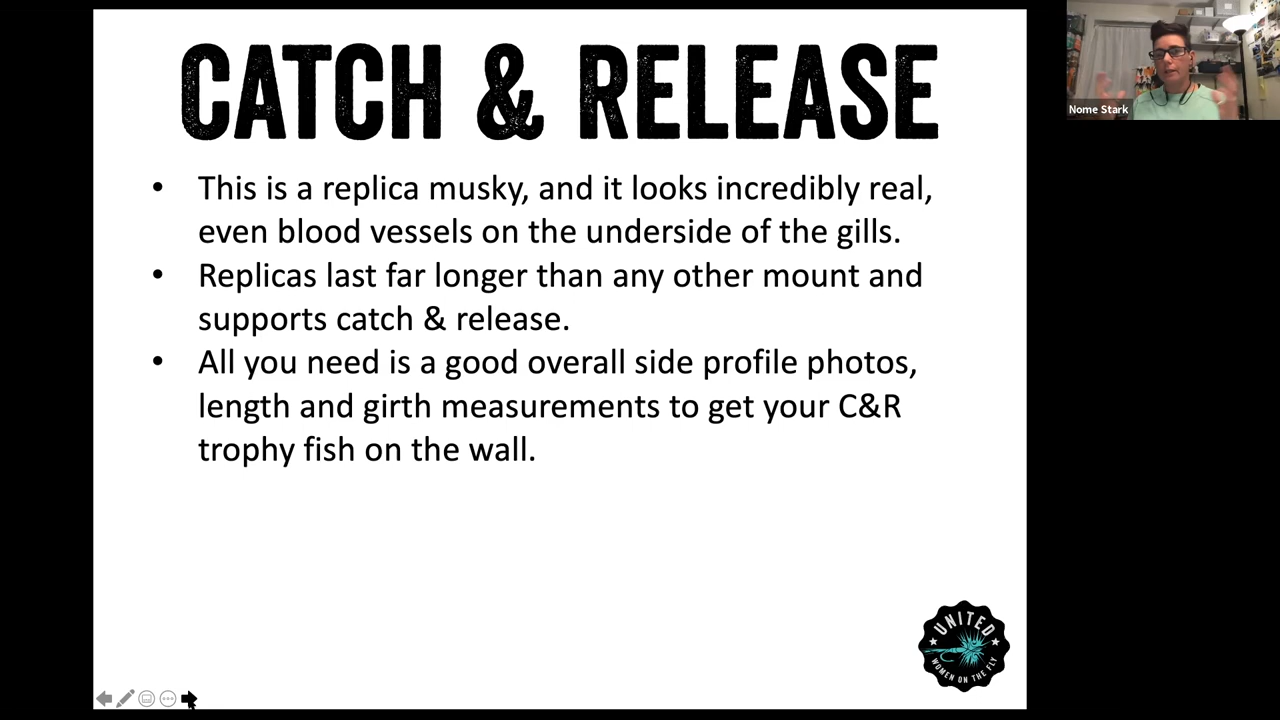 CATCH & RELEASE
• This is a replica musky, and it looks incredibly real,
even blood vessels on the underside of the gills.
• Replicas last far longer than any other mount and
supports catch & release.
• All you need is a good overall side profile photos,
length and girth measurements to get your C&R
trophy fish on the wall.
Nome Stark
UNITED
WOMEN ON THE FLY